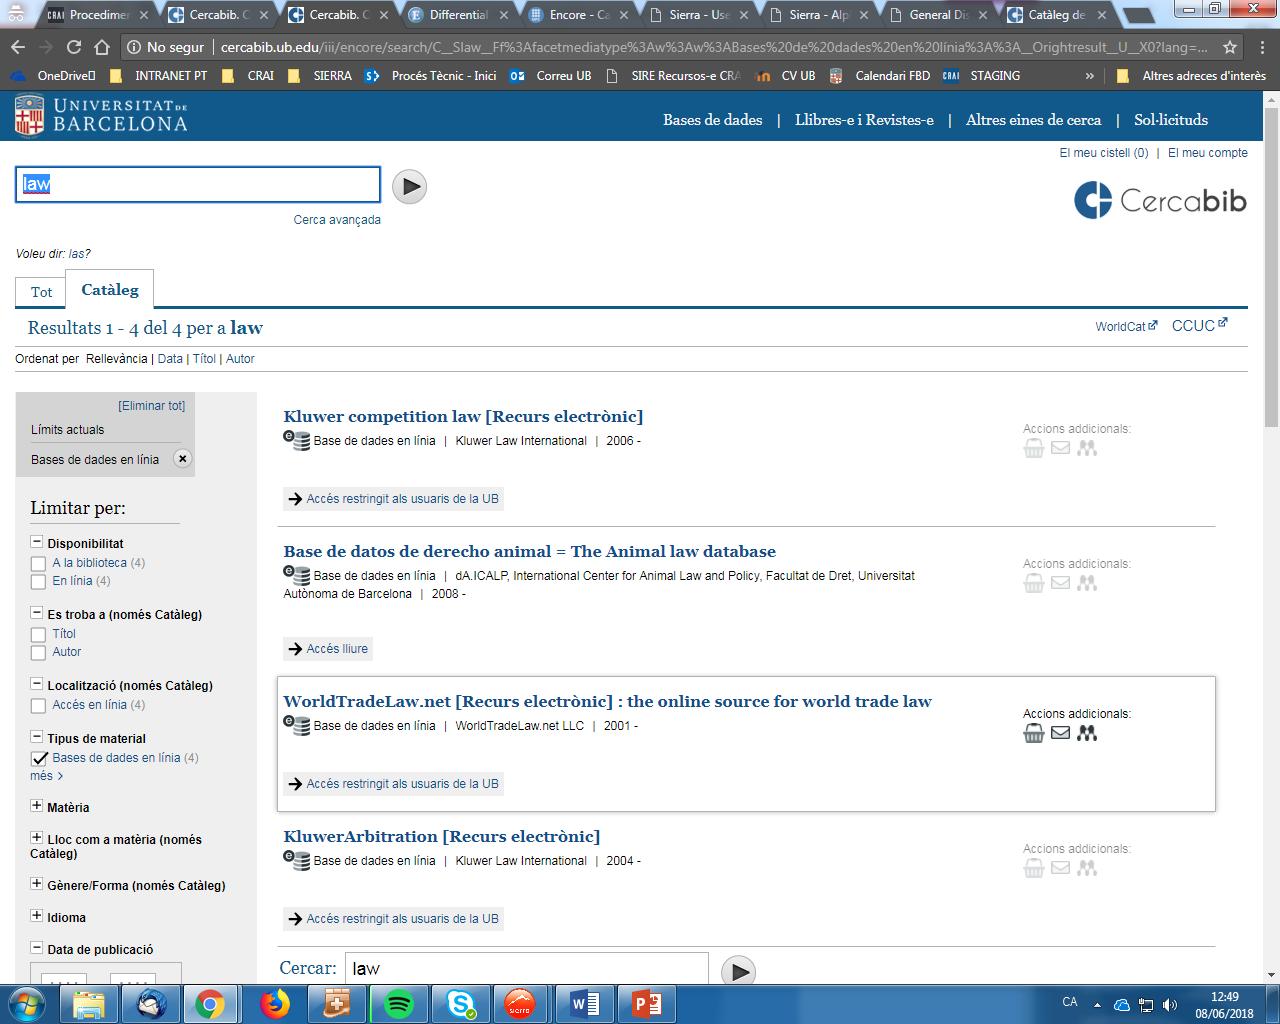 Procedimer
Cercabib. C
Cercabib. C
Differential
Encore - Ca
Sierra - Use
Sierra - Alp
General Dis
Catàleg de
No segur
cercabib.ub.edu/iii/encore/search/C__Slaw__Ff%3Afacetmediatype%3Aw%3Aw%3ABases%20de%20dades%20en%20línia%3A%3A__Orightresult__U__X0?lang=...
OneDrive
INTRANET PT
CRAI
SIERRA
Procés Tècnic - Inici
Correu UB
SIRE Recursos-e CRA
CV UB
Calendari FBD
CRAI
STAGING
»
Altres adreces d'interès
UNIVERSITAT DE
BARCELONA
Bases de dades | Llibres-e i Revistes-e | Altres eines de cerca | Sol·licituds
El meu cistell (0) | El meu compte
law
Cercabib
Cerca avançada
Voleu dir: las?
Tot
Catàleg
Resultats 1 - 4 del 4 per a law
WorldCat
CCUC
Ordenat per Rellevància | Data | Títol | Autor
[Eliminar tot]
Límits actuals
Bases de dades en línia
Limitar per:
Disponibilitat
A la biblioteca (4)
En línia (4)
Es troba a (només Catàleg)
Títol
Autor
Localització (només Catàleg)
Accés en línia (4)
Tipus de material
Bases de dades en línia (4)
més >
Matèria
Lloc com a matèria (només
Catàleg)
Gènere/Forma (només Catàleg)
Idioma
Data de publicació
Kluwer competition law [Recurs electrònic]
Base de dades en línia | Kluwer Law International | 2006 -
Accions addicionals:
Accés restringit als usuaris de la UB
Base de datos de derecho animal = The Animal law database
Base de dades en línia | dA.ICALP, International Center for Animal Law and Policy, Facultat de Dret, Universitat
Autònoma de Barcelona | 2008 -
Accions addicionals:
Accés lliure
WorldTradeLaw.net [Recurs electrònic] : the online source for world trade law
Base de dades en línia | WorldTradeLaw.net LLC | 2001 -
Accions addicionals:
Accés restringit als usuaris de la UB
KluwerArbitration [Recurs electrònic]
Base de dades en línia | Kluwer Law International | 2004 -
Accions addicionals:
Accés restringit als usuaris de la UB
Cercar:
law
sierra
CA
12:49
08/06/2018